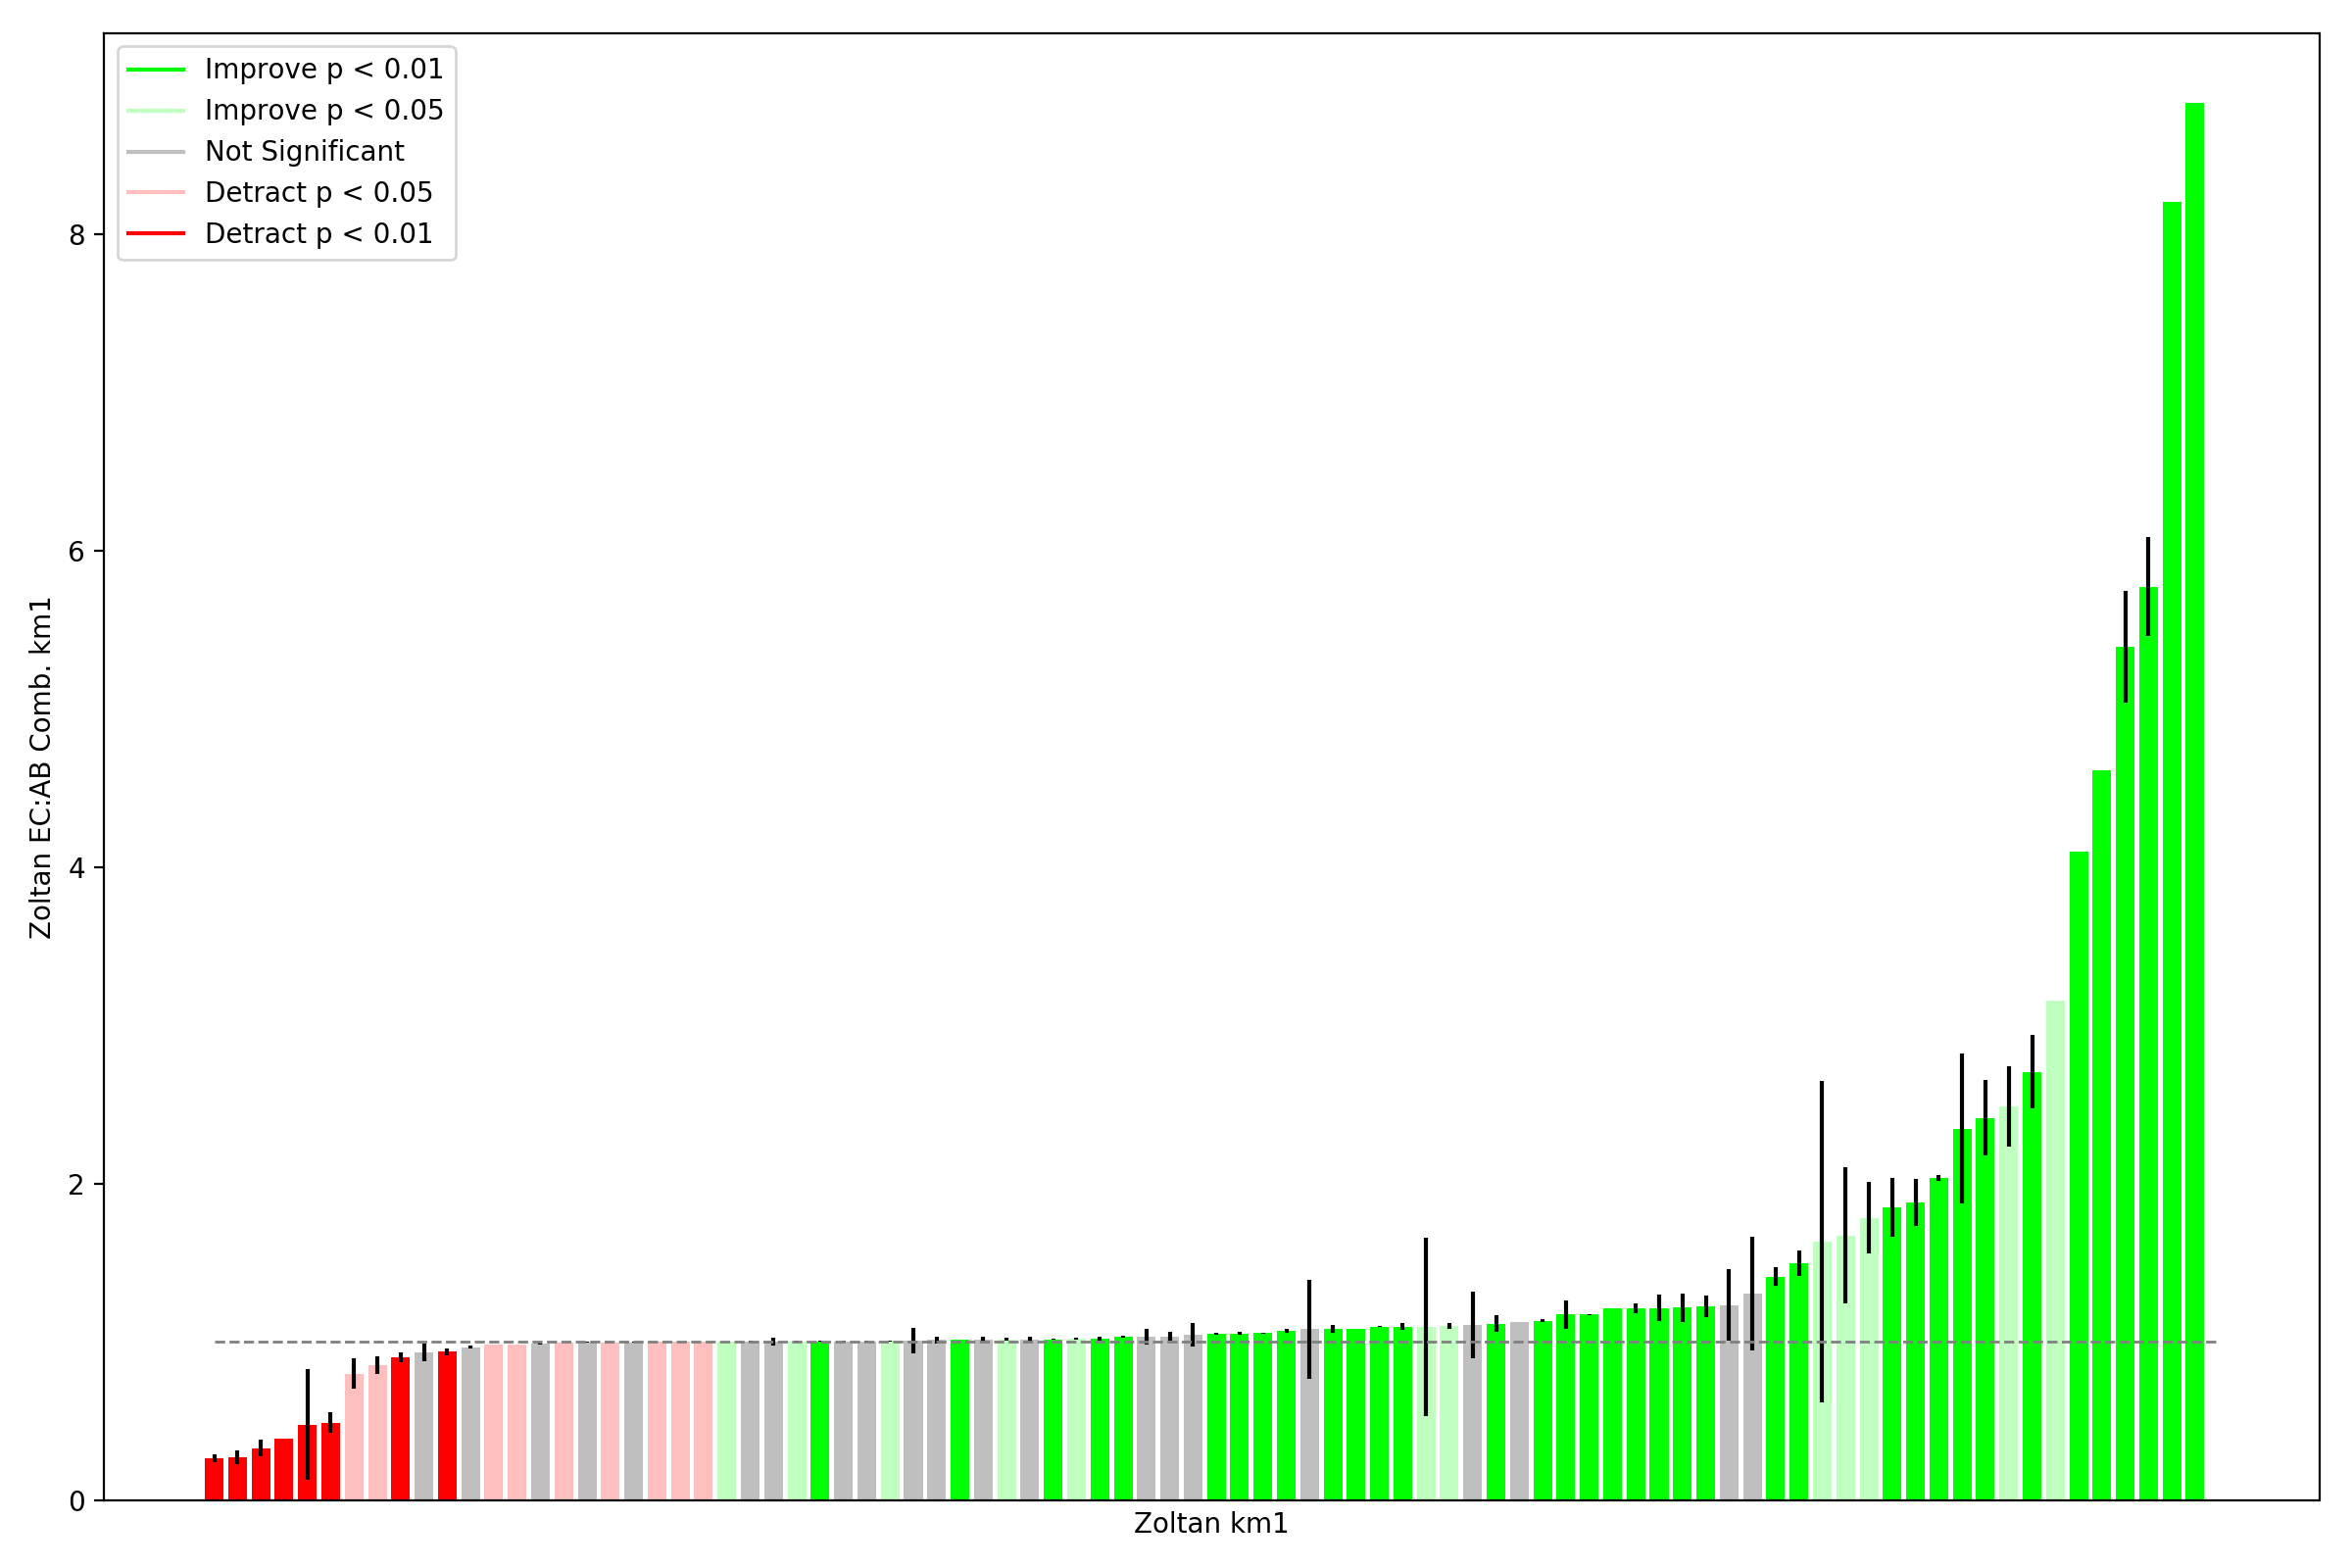 Improve p < 0.01
Improve p < 0.05
Not Significant
Detract p < 0.05
Detract p < 0.01
8
6
4
2
0
Zoltan EC:AB Comb. km1
Zoltan km1